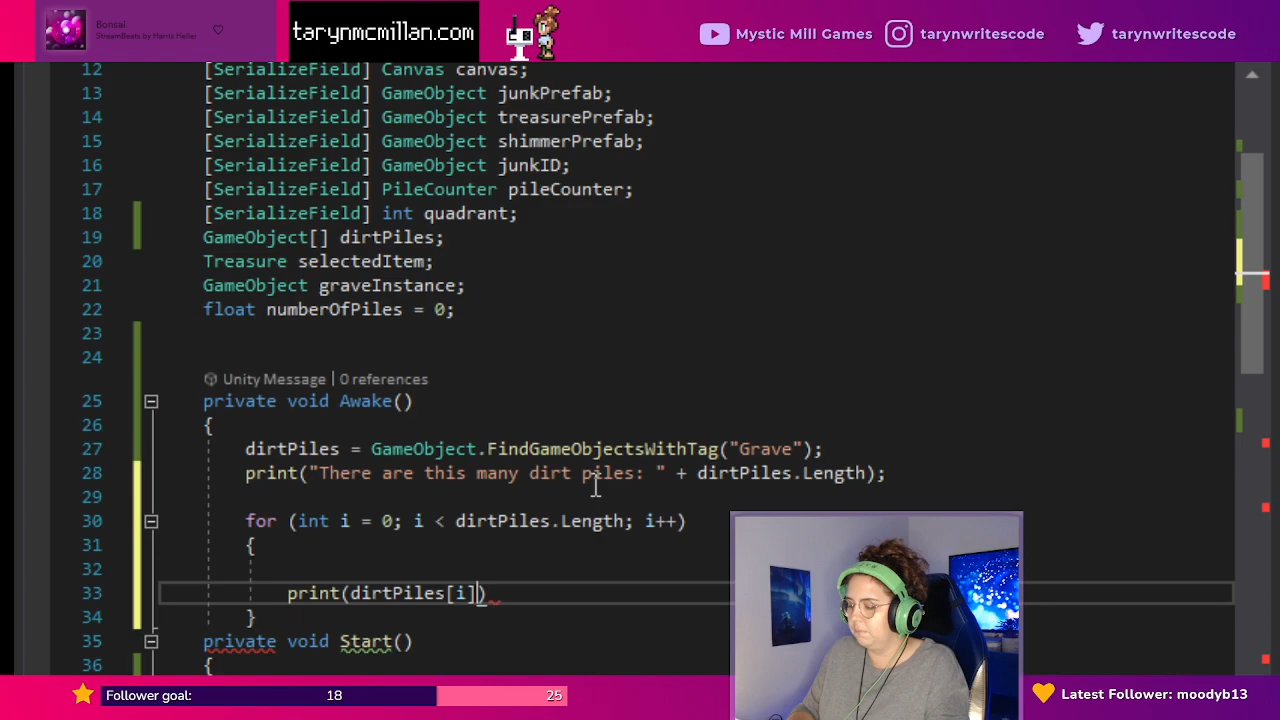 Bonsai
StreamBeats by Harris Heller
tarynmcmillan.com
Mystic Mill Games
tarynwritescode
tarynwritescode
12 [SerializeField] Canvas canvas;
13 [SerializeField] GameObject junkPrefab;
14 [SerializeField] GameObject treasurePrefab;
15 [SerializeField] GameObject shimmerPrefab;
16 [SerializeField] GameObject junkID;
17 [SerializeField] PileCounter pileCounter;
18 [SerializeField] int quadrant;
19 GameObject[] dirtPiles;
20 Treasure selectedItem;
21 GameObject graveInstance;
22 float numberOfPiles = 0;
23
24
Unity Message | 0 references
25 private void Awake()
26 {
27 dirtPiles = GameObject.FindGameObjectsWithTag("Grave");
28 print("There are this many dirt piles: " + dirtPiles.Length);
29
30 for (int i = 0; i < dirtPiles.Length; i++)
31 {
32
33 print(dirtPiles[i])
34 }
35 private void Start()
36 {
Follower goal: 18 25
Latest Follower: moodyb13